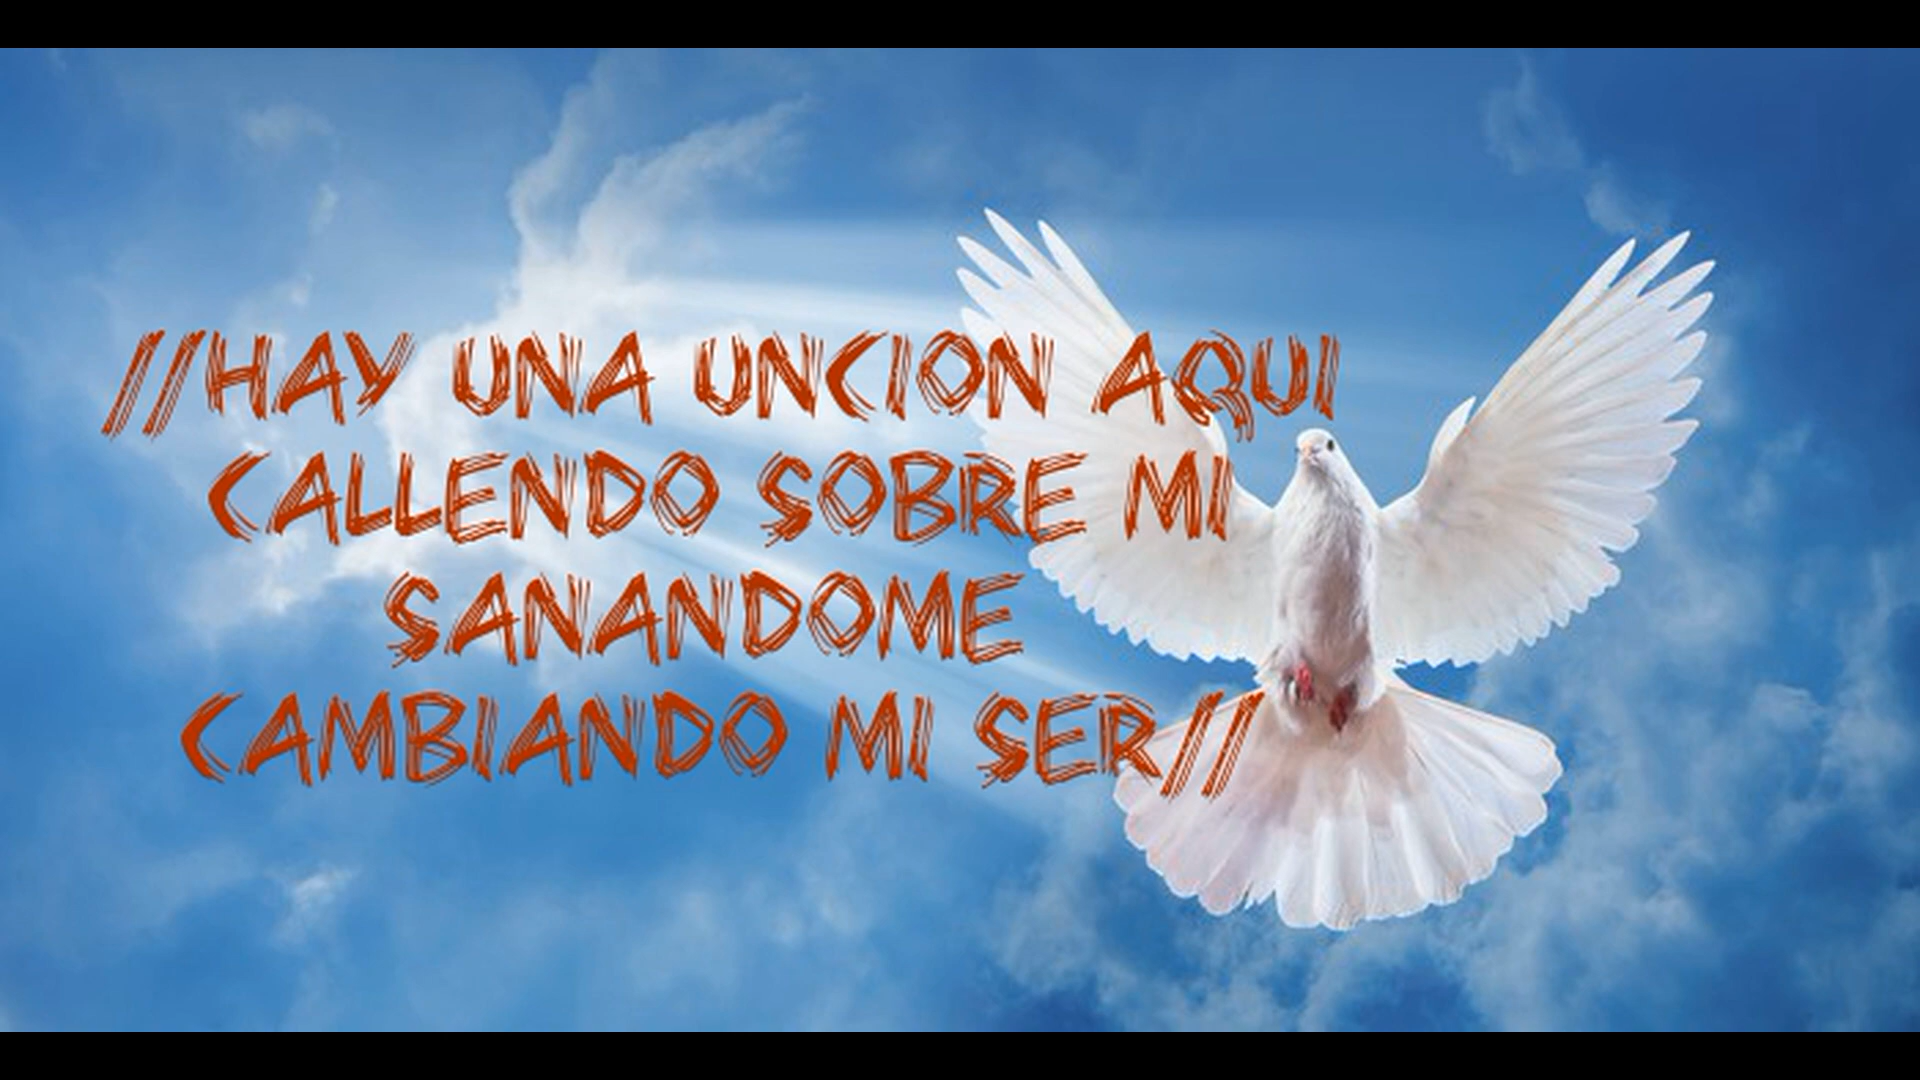 //HAY UNA UNCION AQUI
CALLENDO SOBRE MI
SANANDOME
CAMBIANDO MI SER//